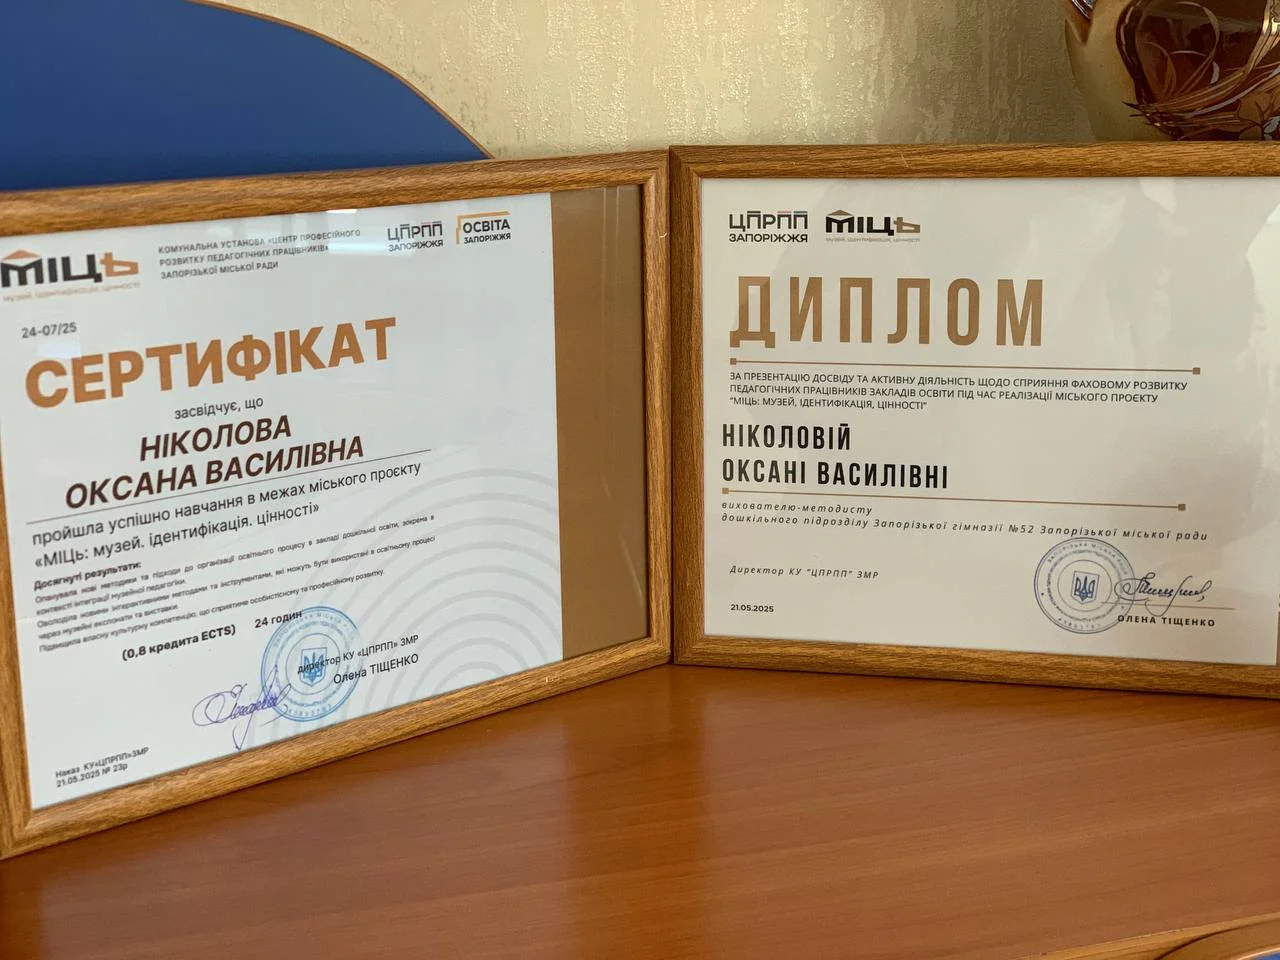 МІЦЬ
музей, ідентифікація, цінності
КОМУНАЛЬНА УСТАНОВА «ЦЕНТР ПРОФЕСІЙНОГО
РОЗВИТКУ ПЕДАГОГІЧНИХ ПРАЦІВНИКІВ»
ЗАПОРІЗЬКОЇ МІСЬКОЇ РАДИ
ЦПРПП
ЗАПОРІЖЖЯ
ОСВІТА
ЗАПОРІЖЖЯ
24-07/25
СЕРТИФІКАТ
засвідчує, що
НІКОЛОВА
ОКСАНА ВАСИЛІВНА
пройшла успішно навчання в межах міського проєкту
«МІЦь: музей. ідентифікація. цінності»
Досягнуті результати:
Опанувала нові методики та підходи до організації освітнього процесу в закладі дошкільної освіти, зокрема в
контексті інтеграції музейної педагогіки.
Оволоділа новими інтерактивними методами та інструментами, які можуть бути використані в освітньому процесі
через музейні експонати та виставки.
Підвищила власну культурну компетенцію, що сприятиме особистісному та професійному розвитку.
(0,8 кредита ECTS) 24 годин
директор КУ «ЦПРПП» ЗМР
Олена ТІЩЕНКО
Наказ КУ«ЦПРПП»ЗМР
21.05.2025 № 23р
ЦПРПП
ЗАПОРІЖЖЯ
МІЦЬ
музей, ідентифікація, цінності
ДИПЛОМ
ЗА ПРЕЗЕНТАЦІЮ ДОСВІДУ ТА АКТИВНУ ДІЯЛЬНІСТЬ ЩОДО СПРИЯННЯ ФАХОВОМУ РОЗВИТКУ
ПЕДАГОГІЧНИХ ПРАЦІВНИКІВ ЗАКЛАДІВ ОСВІТИ ПІД ЧАС РЕАЛІЗАЦІЇ МІСЬКОГО ПРОЄКТУ
"МІЦЬ: МУЗЕЙ, ІДЕНТИФІКАЦІЯ, ЦІННОСТІ"
НІКОЛОВІЙ
ОКСАНІ ВАСИЛІВНІ
вихователю-методисту
дошкільного підрозділу Запорізької гімназії №52 Запорізької міської ради
Директор КУ "ЦПРПП" ЗМР
21.05.2025
ОЛЕНА ТІЩЕНКО